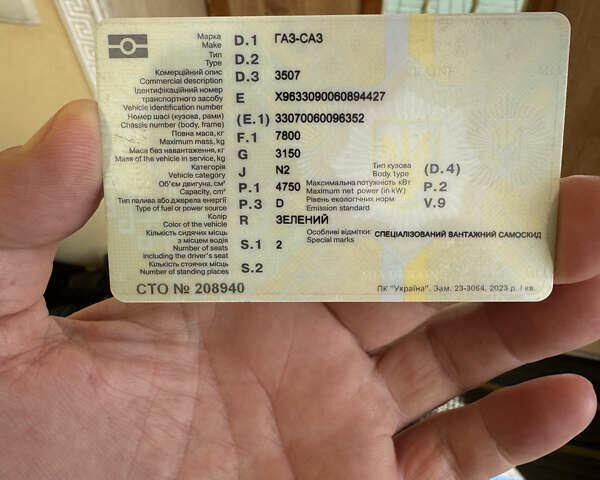 Марка
Make
D.1 ГАЗ-САЗ
Тип
Type
D.2
Комерційний опис
Commercial description
D.3 3507
Ідентифікаційний номер
транспортного засобу
Vehicle identification number
E X9633090060894427
Номер шасі (кузова, рами)
Chassis number (body, frame)
(E.1) 33070060096352
Повна маса, кг
Maximum mass, kg
F.1 7800
Маса без навантаження, кг
Mass of the vehicle in service, kg
G 3150
Категорія
Vehicle category
J N2
Тип кузова
Body type
(D.4)
Об'єм двигуна, см³
Capacity, cm³
P.1 4750
Максимальна потужність кВт
Maximum net power (in kW)
P.2
Тип палива або джерела енергії
Type of fuel or power source
P.3 D
Рівень екологічних норм
Emission standard
V.9
Колір
Color of the vehicle
R ЗЕЛЕНИЙ
Кількість сидячих місць
з місцем водія
Number of seats
including the driver's seat
S.1 2
Особливі відмітки:
Special marks
СПЕЦІАЛІЗОВАНИЙ ВАНТАЖНИЙ САМОСКИД
Кількість стоячих місць
Number of standing places
S.2
СТО № 208940
ПК "Україна". Зам. 23-3064, 2023 р. I кв.